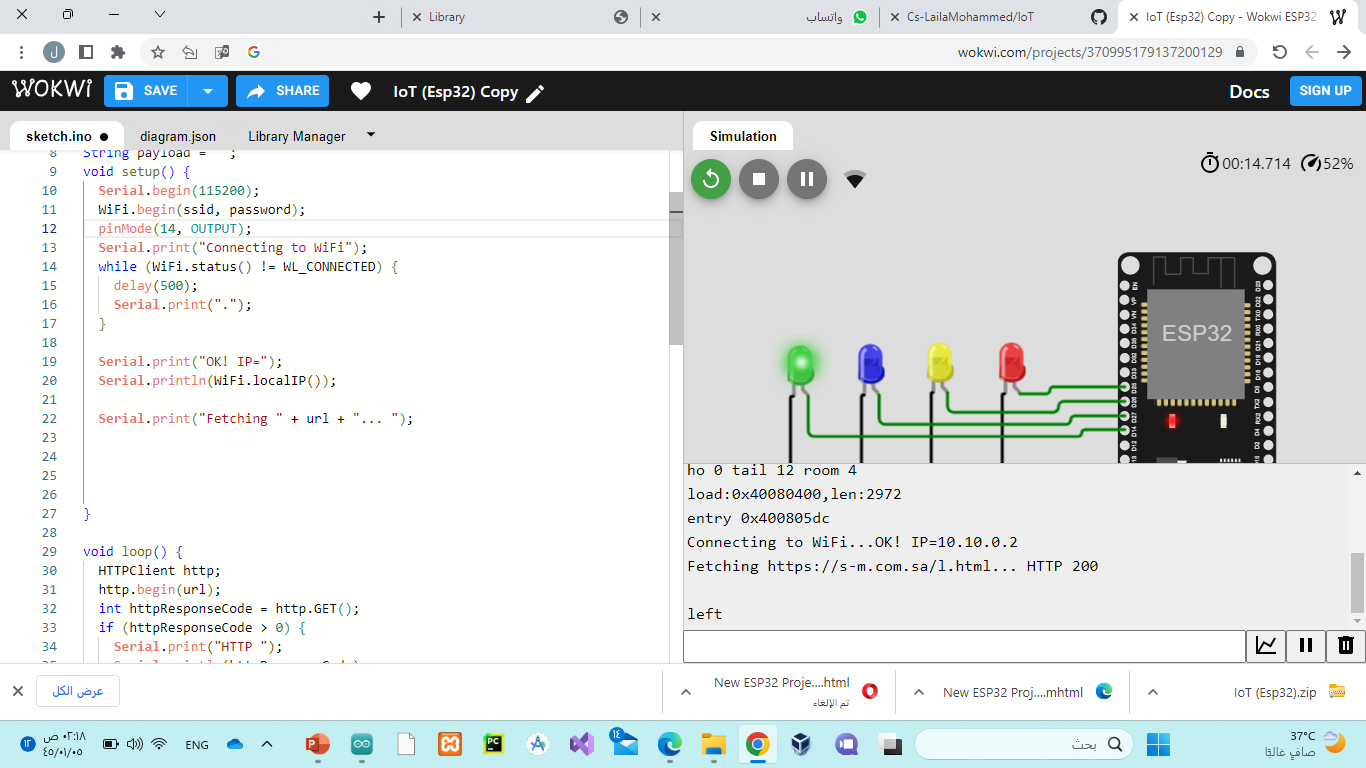 Library
واتساب
Cs-LailaMohammed/IoT
IoT (Esp32) Copy - Wokwi ESP32,
J
wokwi.com/projects/370995179137200129
WOKWi
SAVE
SHARE
IoT (Esp32) Copy
Docs
SIGN UP
sketch.ino ●
diagram.json
Library Manager
Simulation
00:14.714
52%
8 String payload = "";
9 void setup() {
10 Serial.begin(115200);
11 WiFi.begin(ssid, password);
12 pinMode(14, OUTPUT);
13 Serial.print("Connecting to WiFi");
14 while (WiFi.status() != WL_CONNECTED) {
15 delay(500);
16 Serial.print(".");
17 }
18
19 Serial.print("OK! IP=");
20 Serial.println(WiFi.localIP());
21
22 Serial.print("Fetching " + url + "... ");
23
24
25
26
27 }
28
29 void loop() {
30 HTTPClient http;
31 http.begin(url);
32 int httpResponseCode = http.GET();
33 if (httpResponseCode > 0) {
34 Serial.print("HTTP ");
ESP32
ho 0 tail 12 room 4
load:0x40080400,len:2972
entry 0x400805dc
Connecting to WiFi...OK! IP=10.10.0.2
Fetching https://s-m.com.sa/l.html... HTTP 200
left
عرض الكل
New ESP32 Proje....html
تم الإلغاء
New ESP32 Proj....mhtml
IoT (Esp32).zip
٠٢:١٨ ص
٤٥/٠١/٠٥
١٣
ENG
PC
١٤
بحث
37°C
صافٍ غالبًا